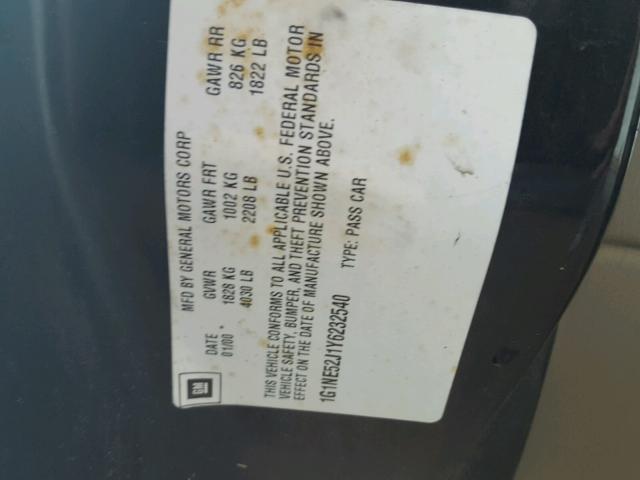 MFD BY GENERAL MOTORS CORP
DATE GVWR GAWR FRT GAWR RR
01/00 1828 KG 1002 KG 826 KG
4030 LB 2208 LB 1822 LB
GM
THIS VEHICLE CONFORMS TO ALL APPLICABLE U.S. FEDERAL MOTOR
VEHICLE SAFETY, BUMPER, AND THEFT PREVENTION STANDARDS IN
EFFECT ON THE DATE OF MANUFACTURE SHOWN ABOVE.
1G1NE52J1Y6232540 TYPE: PASS CAR